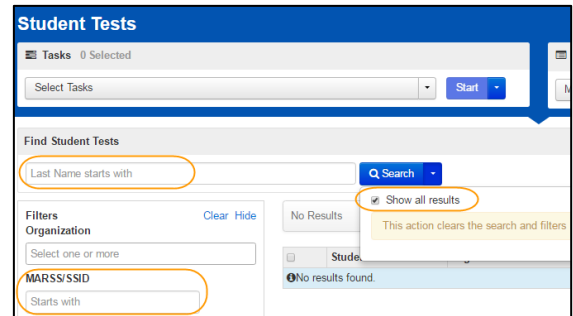 Student Tests
Tasks 0 Selected
Select Tasks
Start
Find Student Tests
Last Name starts with
Search
Show all results
This action clears the search and filters
Filters
Clear Hide
Organization
Select one or more
MARSS/SSID
Starts with
No Results
No results found.